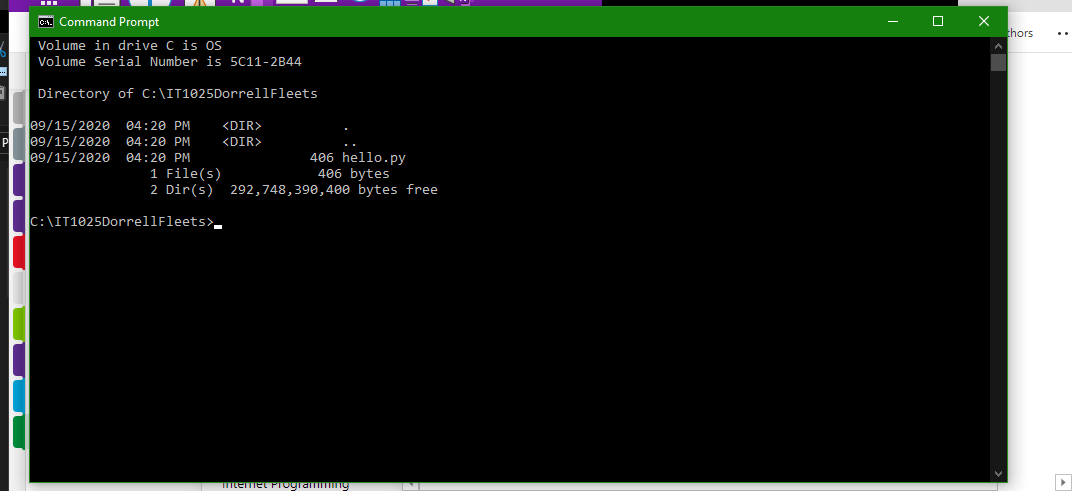 Command Prompt
Volume in drive C is OS
Volume Serial Number is 5C11-2B44
Directory of C:\IT1025DorrellFleets
09/15/2020  04:20 PM    <DIR>          .
09/15/2020  04:20 PM    <DIR>          ..
09/15/2020  04:20 PM               406 hello.py
1 File(s)            406 bytes
2 Dir(s)  292,748,390,400 bytes free
C:\IT1025DorrellFleets>
hors
P
Internet Programming